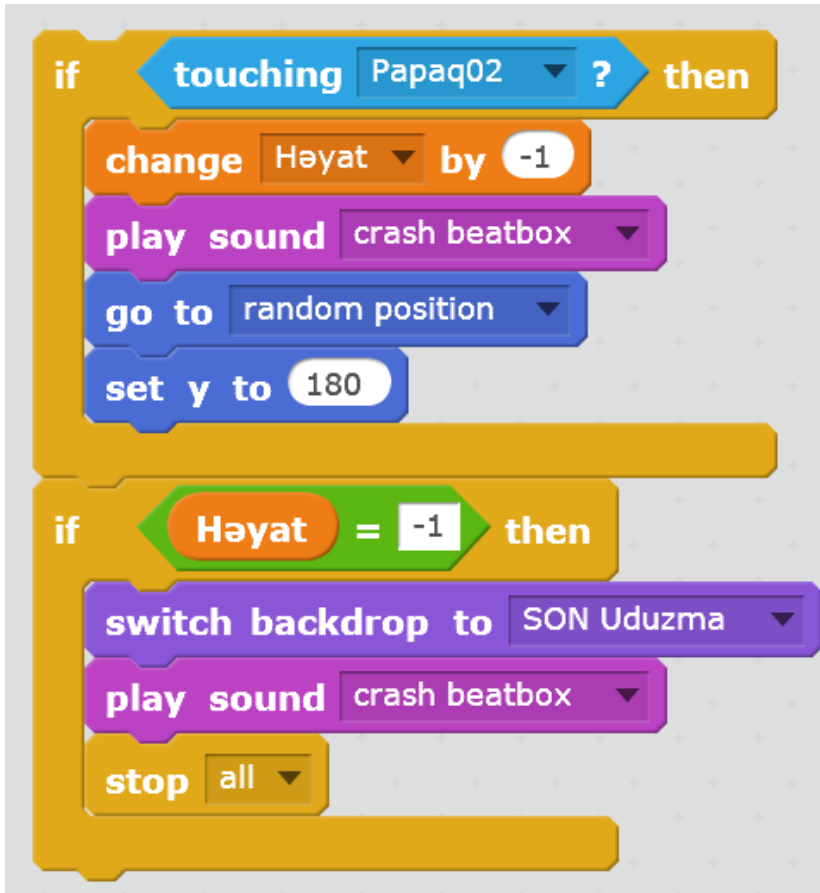 if touching Papaq02 ? then
change Həyat by -1
play sound crash beatbox
go to random position
set y to 180
if Həyat = -1 then
switch backdrop to SON Uduzma
play sound crash beatbox
stop all